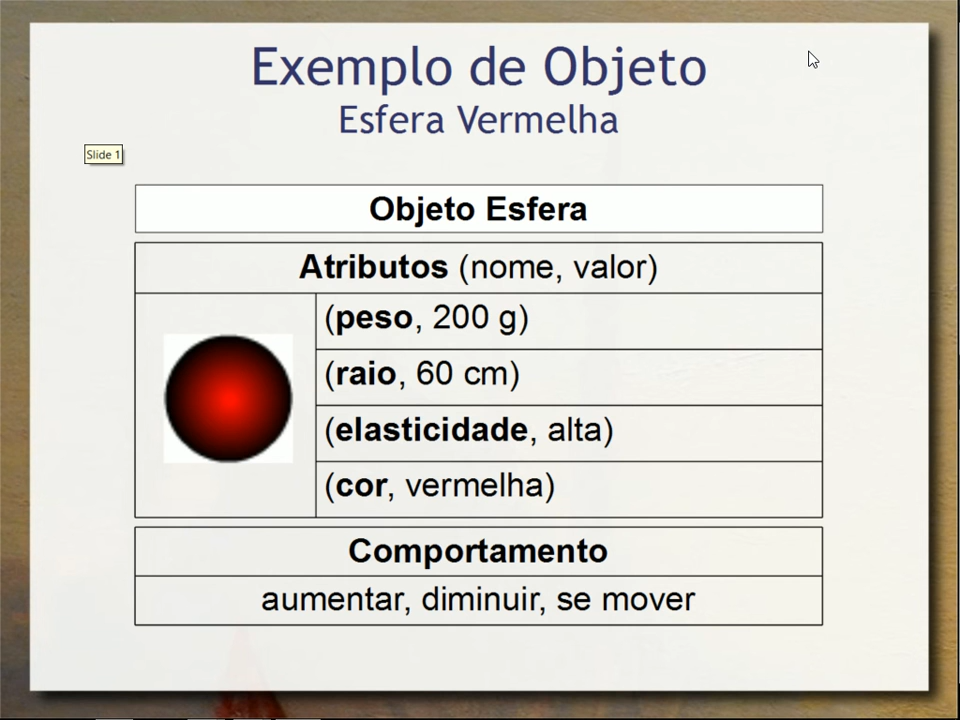 Exemplo de Objeto
Esfera Vermelha
Slide 1
Objeto Esfera
Atributos (nome, valor)
(peso, 200 g)
(raio, 60 cm)
(elasticidade, alta)
(cor, vermelha)
Comportamento
aumentar, diminuir, se mover